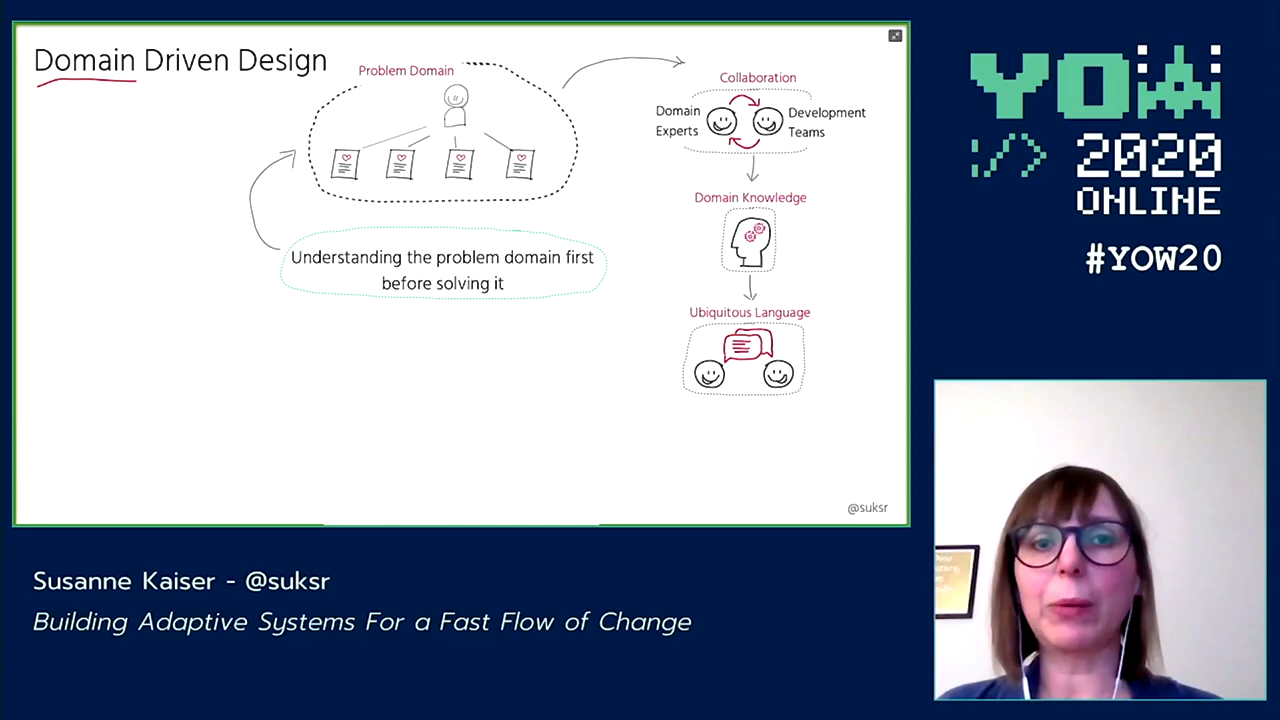 Domain Driven Design
Problem Domain
Understanding the problem domain first
before solving it
Collaboration
Domain
Experts
Development
Teams
Domain Knowledge
Ubiquitous Language
@suksr
YOW
:/> 2020
ONLINE
#YOW20
Susanne Kaiser - @suksr
Building Adaptive Systems For a Fast Flow of Change